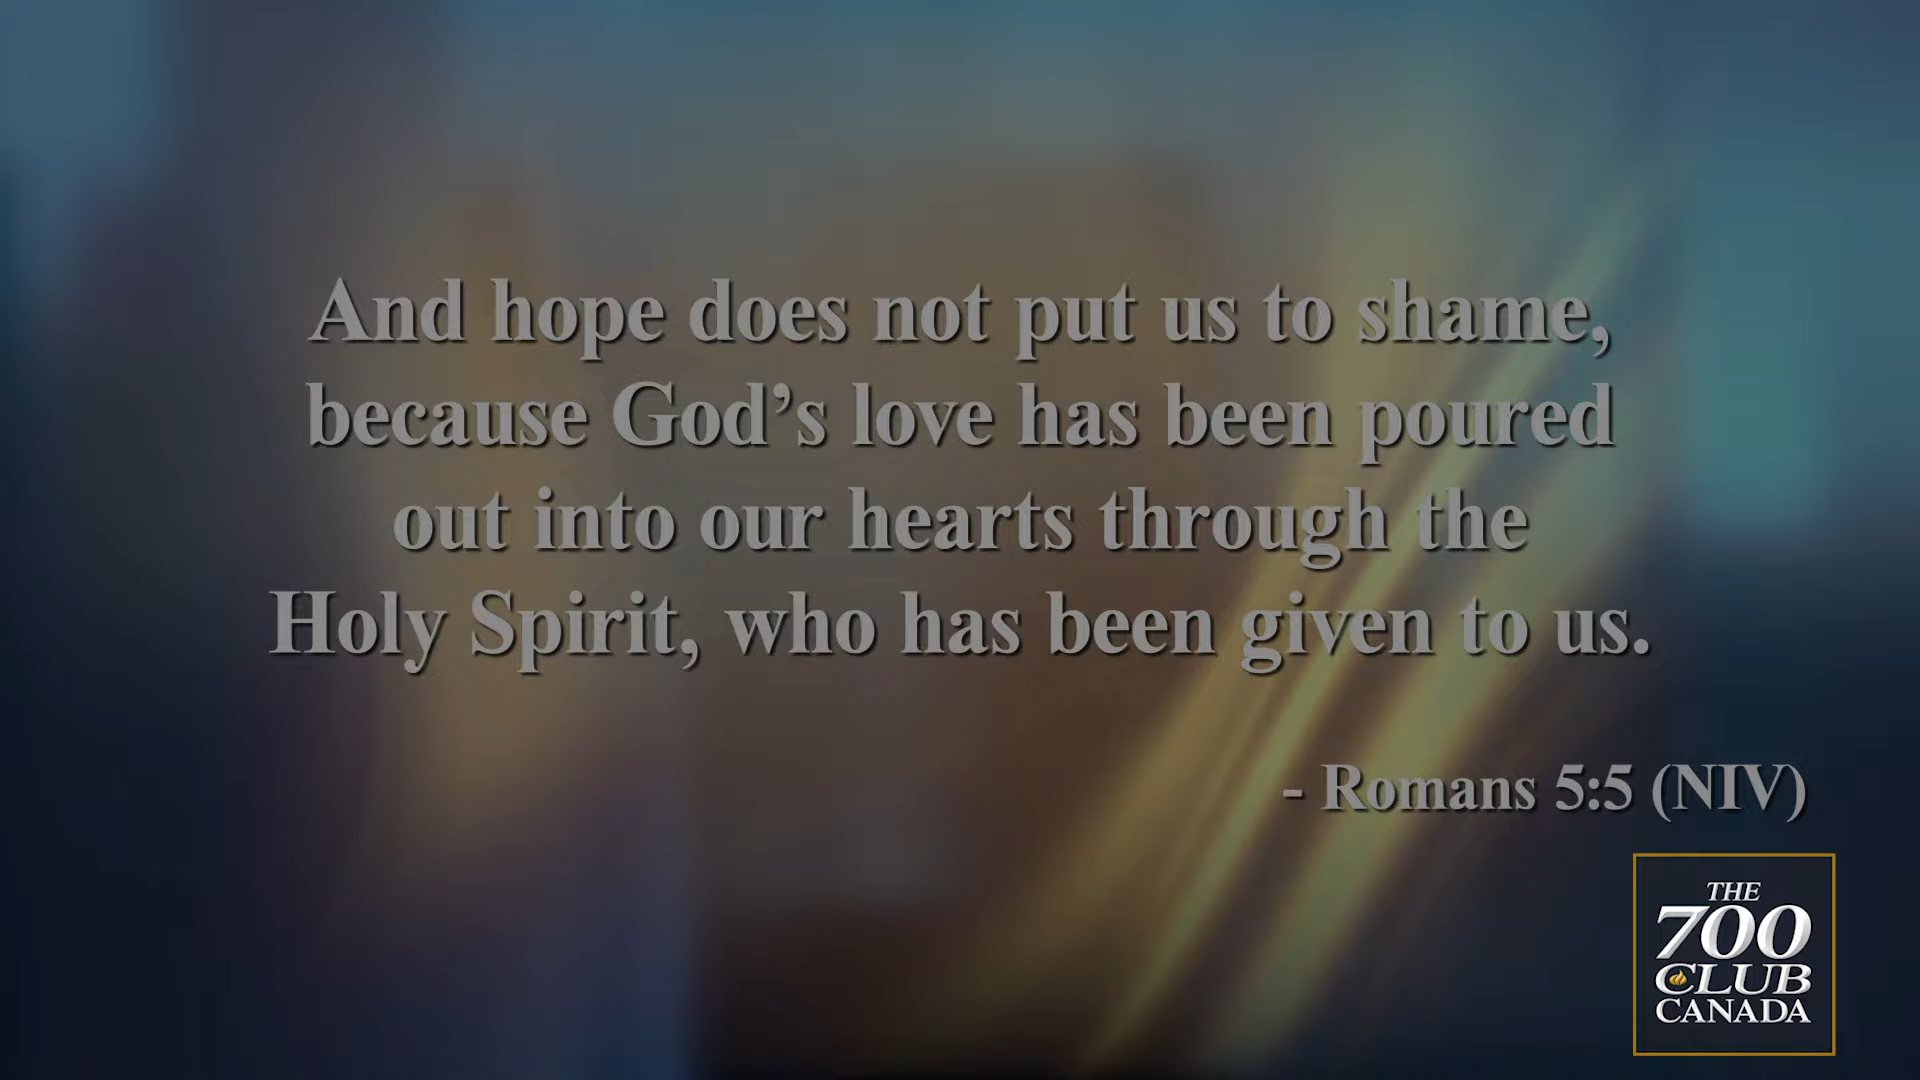 And hope does not put us to shame,
because God’s love has been poured
out into our hearts through the
Holy Spirit, who has been given to us.
- Romans 5:5 (NIV)
THE
700
CLUB
CANADA